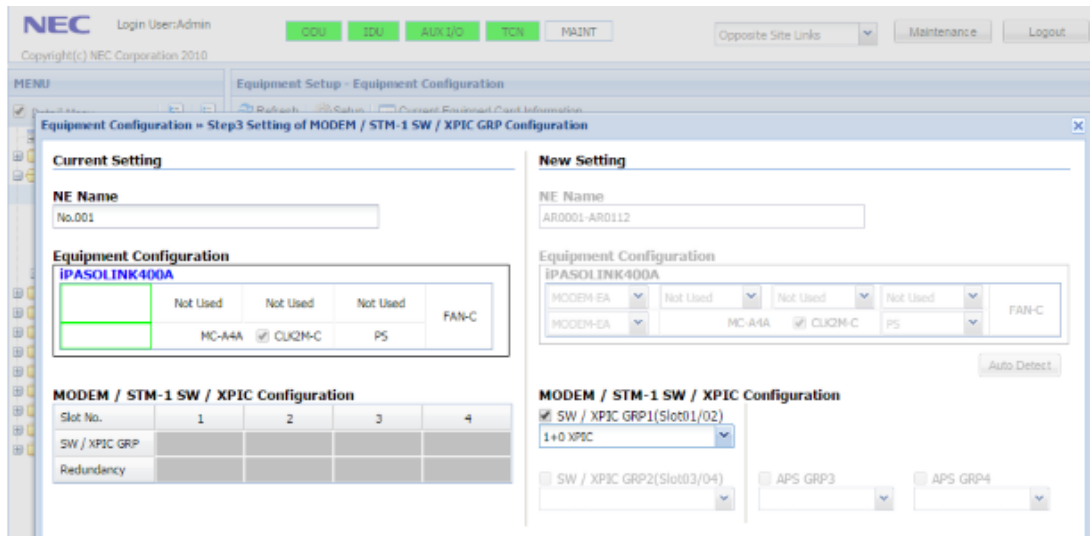 NEC Login User:Admin ODU IDU AUX I/O TCN MAINT Opposite Site Links Maintenance Logout
Copyright(c) NEC Corporation 2010
MENU Equipment Setup - Equipment Configuration
Refresh Setup Current Equipped Card Information
Equipment Configuration » Step3 Setting of MODEM / STM-1 SW / XPIC GRP Configuration
Current Setting New Setting
NE Name NE Name
No.001 AR0001-AR0112
Equipment Configuration Equipment Configuration
iPASOLINK400A iPASOLINK400A
Not Used Not Used Not Used FAN-C MODEM-EA Not Used Not Used Not Used FAN-C
MC-A4A CLK2M-C PS MODEM-EA MC-A4A CLK2M-C PS
Auto Detect
MODEM / STM-1 SW / XPIC Configuration MODEM / STM-1 SW / XPIC Configuration
Slot No. 1 2 3 4 SW / XPIC GRP1(Slot01/02)
SW / XPIC GRP 1+0 XPIC
Redundancy SW / XPIC GRP2(Slot03/04) APS GRP3 APS GRP4